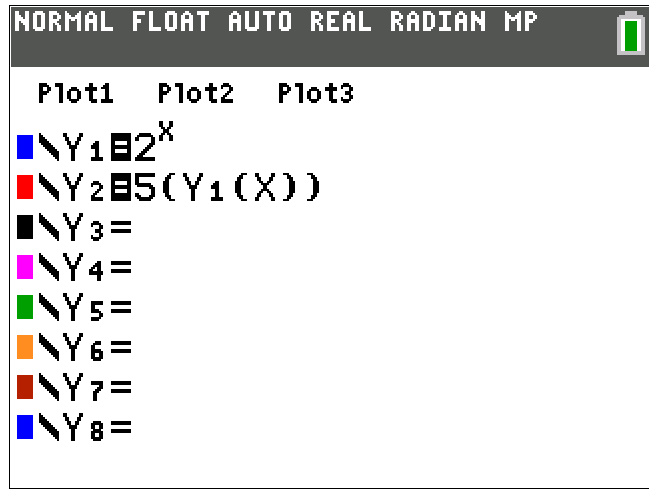 NORMAL FLOAT AUTO REAL RADIAN MP
Plot1 Plot2 Plot3
\Y₁=2ˣ
\Y₂=5(Y₁(X))
\Y₃=
\Y₄=
\Y₅=
\Y₆=
\Y₇=
\Y₈=